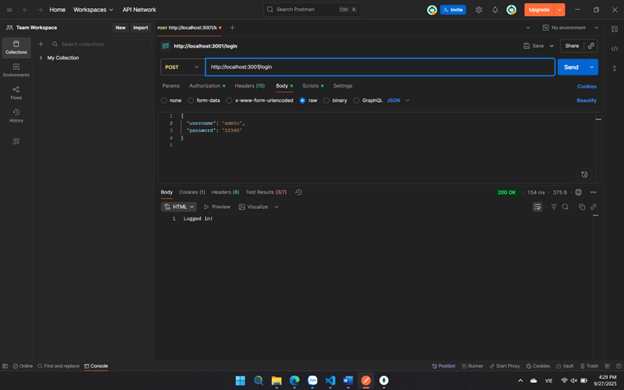 Home Workspaces API Network
Search Postman Ctrl K
Invite
Upgrade
Team Workspace
New Import
POST http://localhost:3001/l
No environment
Collections
Search collections
http://localhost:3001/login
Save Share
My Collection
Environments
POST http://localhost:3001/login Send
Flows
Params Authorization Headers (15) Body Scripts Settings Cookies
History
none form-data x-www-form-urlencoded raw binary GraphQL JSON Beautify
1 {
2 "username": "admin",
3 "password": "12345"
4 }
5
Body Cookies (1) Headers (8) Test Results (3/7) 200 OK 154 ms 375 B
HTML Preview Visualize
1 Logged in!
Online Find and replace Console Postbot Runner Start Proxy Cookies Vault Trash
VIE
4:29 PM
9/27/2025